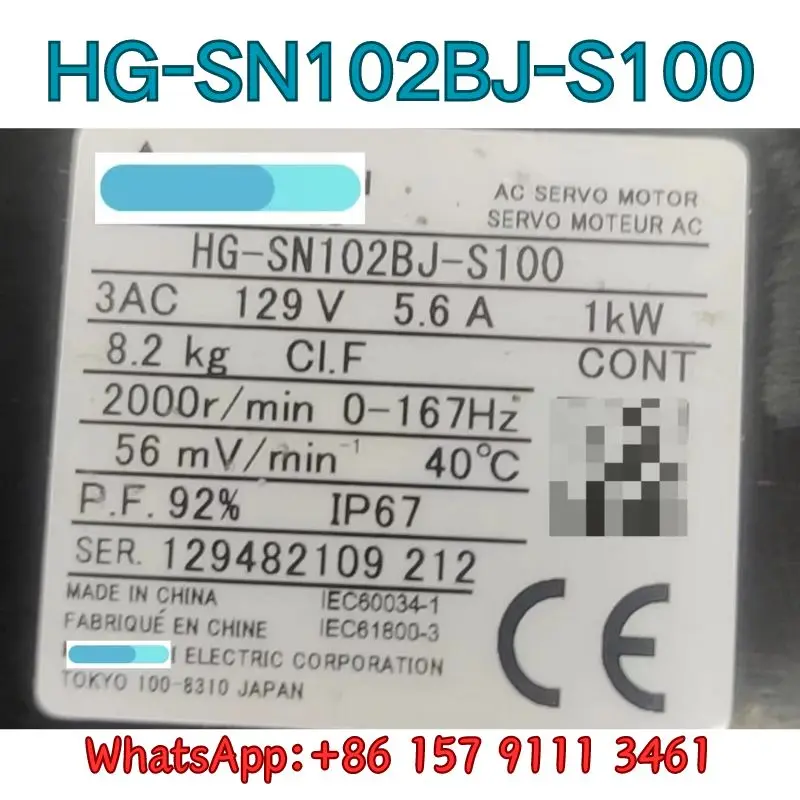 HG-SN102BJ-S100
AC SERVO MOTOR
SERVO MOTEUR AC
HG-SN102BJ-S100
3AC 129 V 5.6 A 1kW
8.2 kg CI.F CONT
2000r/min 0-167Hz
56 mV/min⁻¹ 40℃
P.F. 92% IP67
SER. 129482109 212
MADE IN CHINA IEC60034-1
FABRIQUÉ EN CHINE IEC61800-3
ELECTRIC CORPORATION
TOKYO 100-8310 JAPAN
CE
WhatsApp:+86 157 9111 3461